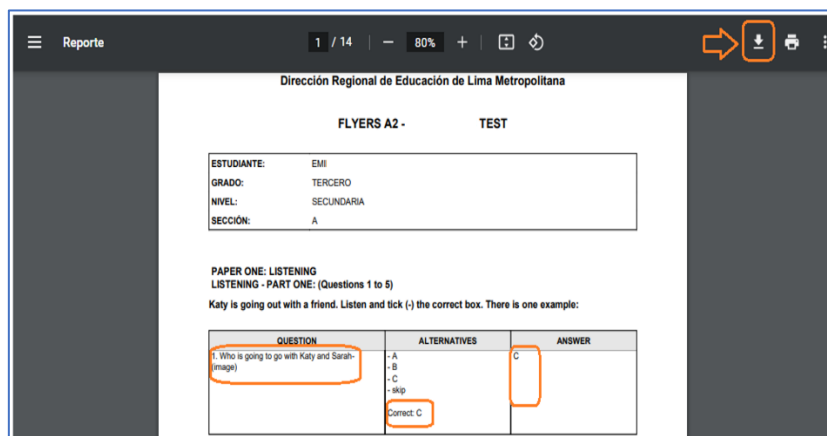 Reporte 1 / 14 80%
Dirección Regional de Educación de Lima Metropolitana
FLYERS A2 - TEST
ESTUDIANTE: EMI
GRADO: TERCERO
NIVEL: SECUNDARIA
SECCIÓN: A
PAPER ONE: LISTENING
LISTENING - PART ONE: (Questions 1 to 5)
Katy is going out with a friend. Listen and tick (-) the correct box. There is one example:
QUESTION ALTERNATIVES ANSWER
1. Who is going to go with Katy and Sarah- - A C
(image) - B
- C
- skip
Correct: C